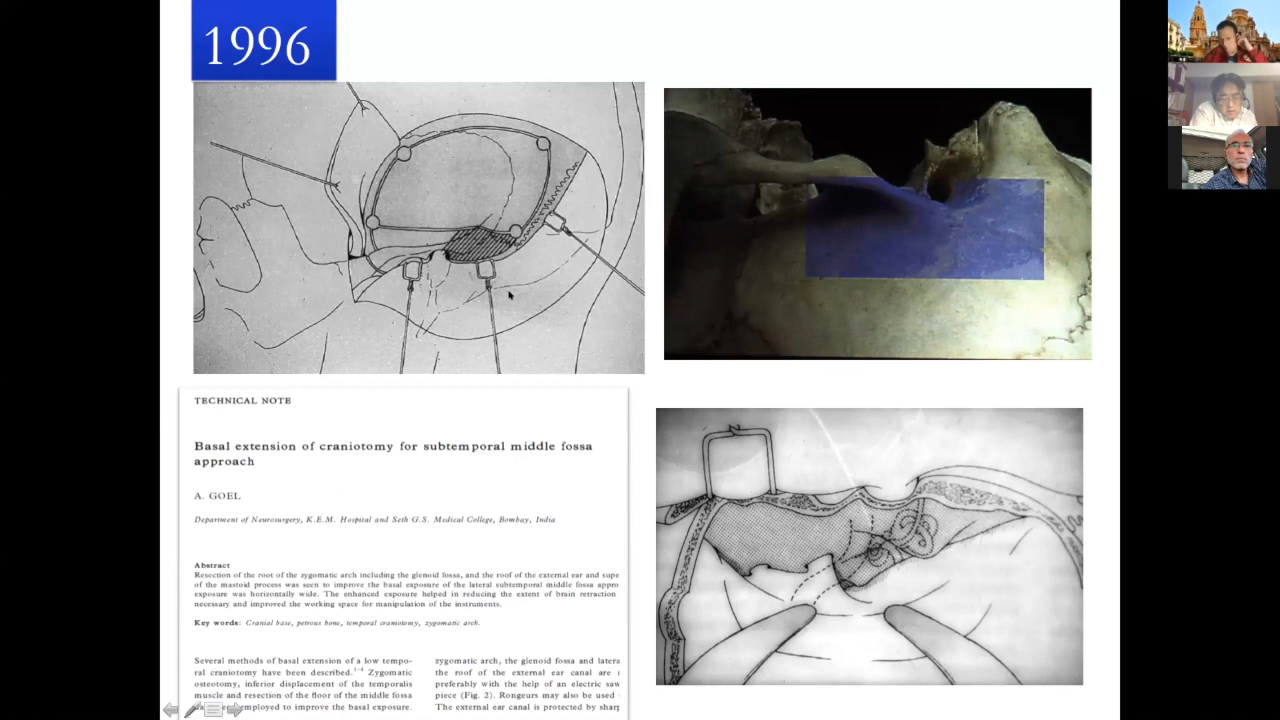 1996
TECHNICAL NOTE
Basal extension of craniotomy for subtemporal middle fossa
approach
A. GOEL
Department of Neurosurgery, K.E.M. Hospital and Seth G.S. Medical College, Bombay, India
Abstract
Resection of the root of the zygomatic arch including the glenoid fossa, and the roof of the external ear and supe
of the mastoid process was seen to improve the basal exposure of the lateral subtemporal middle fossa appro
exposure was horizontally wide. The enhanced exposure helped in reducing the extent of brain retraction
necessary and improved the working space for manipulation of the instruments.
Key words: Cranial base, petrous bone, temporal craniotomy, zygomatic arch.
Several methods of basal extension of a low tempo-
ral craniotomy have been described.1–4 Zygomatic
osteotomy, inferior displacement of the temporalis
muscle and resection of the floor of the middle fossa
employed to improve the basal exposure.
zygomatic arch, the glenoid fossa and latera
the roof of the external ear canal are
preferably with the help of an electric saw
piece (Fig. 2). Rongeurs may also be used
The external ear canal is protected by sharp